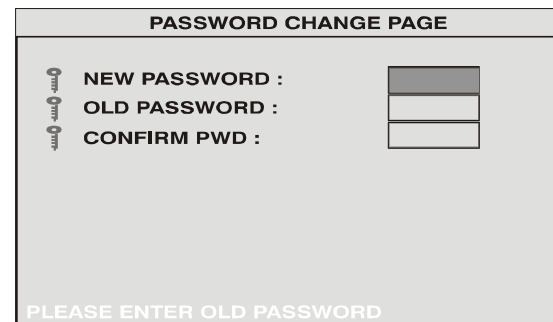 PASSWORD CHANGE PAGE
NEW PASSWORD :
OLD PASSWORD :
CONFIRM PWD :
PLEASE ENTER OLD PASSWORD